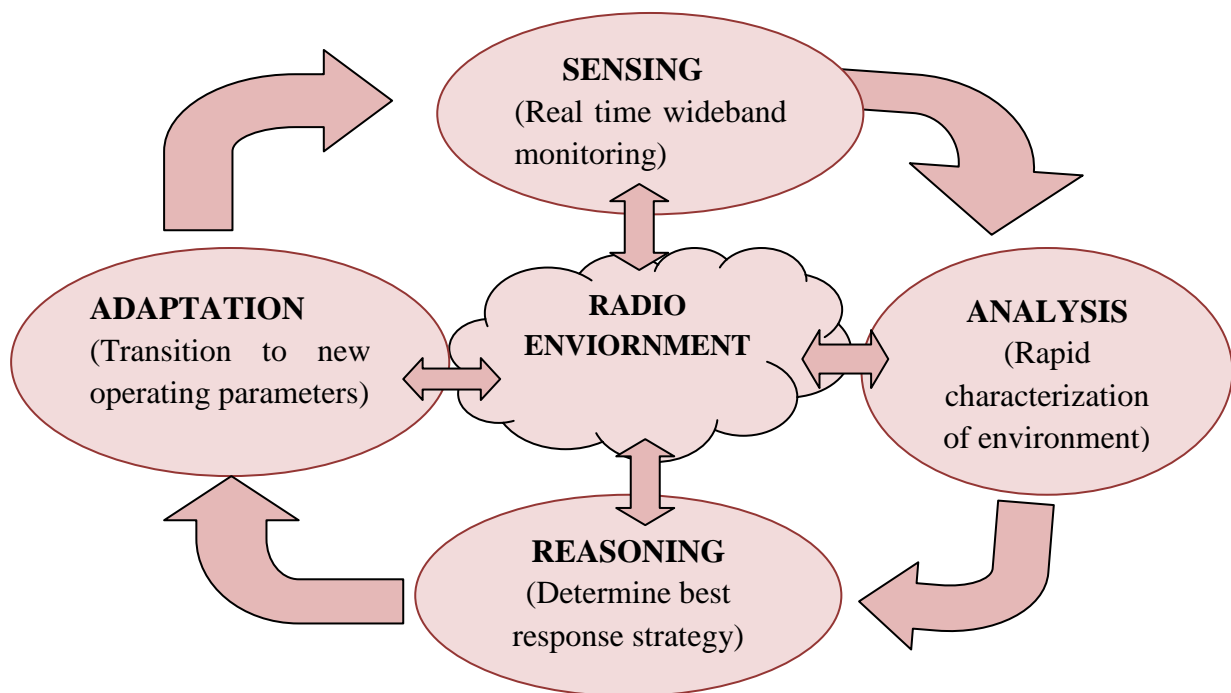 SENSING
(Real time wideband
monitoring)
RADIO
ENVIORNMENT
ADAPTATION
(Transition to new
operating parameters)
ANALYSIS
(Rapid
characterization
of environment)
REASONING
(Determine best
response strategy)